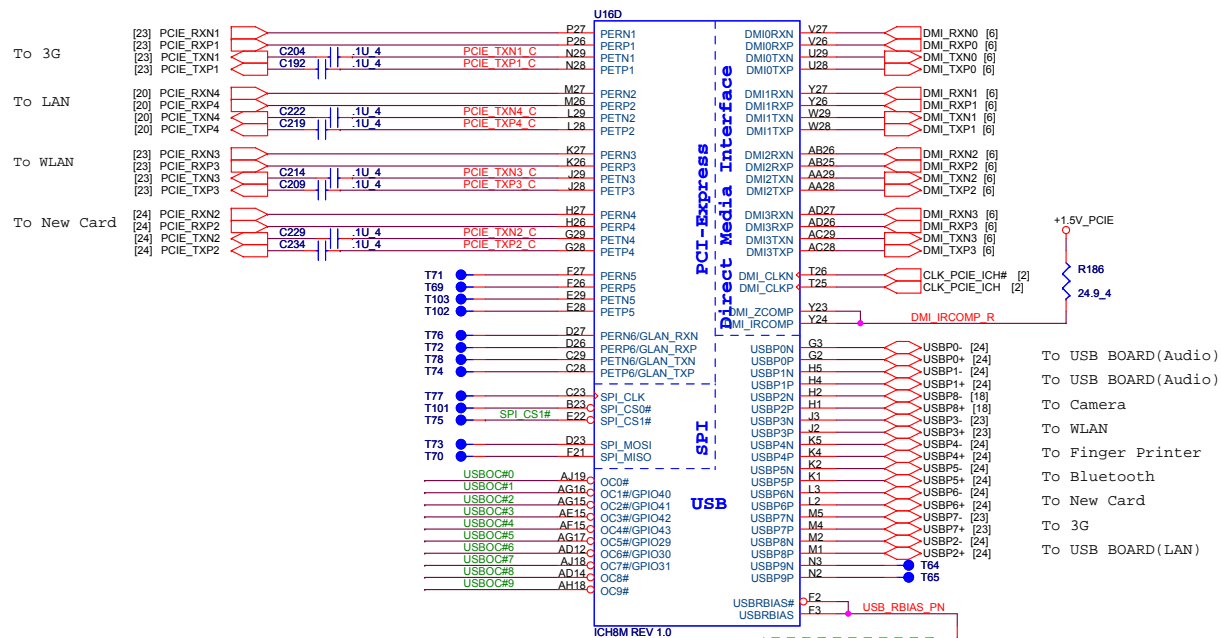 U16D
To 3G
[23] PCIE_RXN1 P27 PERN1
[23] PCIE_RXP1 P26 PERP1
[23] PCIE_TXN1 C204 .1U_4 PCIE_TXN1_C N29 PETN1
[23] PCIE_TXP1 C192 .1U_4 PCIE_TXP1_C N28 PETP1
To LAN
[20] PCIE_RXN4 M27 PERN2
[20] PCIE_RXP4 M26 PERP2
[20] PCIE_TXN4 C222 .1U_4 PCIE_TXN4_C L29 PETN2
[20] PCIE_TXP4 C219 .1U_4 PCIE_TXP4_C L28 PETP2
To WLAN
[23] PCIE_RXN3 K27 PERN3
[23] PCIE_RXP3 K26 PERP3
[23] PCIE_TXN3 C214 .1U_4 PCIE_TXN3_C J29 PETN3
[23] PCIE_TXP3 C209 .1U_4 PCIE_TXP3_C J28 PETP3
To New Card
[24] PCIE_RXN2 H27 PERN4
[24] PCIE_RXP2 H26 PERP4
[24] PCIE_TXN2 C229 .1U_4 PCIE_TXN2_C G29 PETN4
[24] PCIE_TXP2 C234 .1U_4 PCIE_TXP2_C G28 PETP4
T71 F27 PERN5
T69 F26 PERP5
T103 E29 PETN5
T102 E28 PETP5
T76 D27 PERN6/GLAN_RXN
T72 D26 PERP6/GLAN_RXP
T78 C29 PETN6/GLAN_TXN
T74 C28 PETP6/GLAN_TXP
T77 C23 SPI_CLK
T101 B23 SPI_CS0#
T75 SPI_CS1# E22 SPI_CS1#
T73 D23 SPI_MOSI
T70 F21 SPI_MISO
USBOC#0 AJ19 OC0#
USBOC#1 AG16 OC1#/GPIO40
USBOC#2 AG15 OC2#/GPIO41
USBOC#3 AE15 OC3#/GPIO42
USBOC#4 AF15 OC4#/GPIO43
USBOC#5 AG17 OC5#/GPIO29
USBOC#6 AD12 OC6#/GPIO30
USBOC#7 AJ18 OC7#/GPIO31
USBOC#8 AD14 OC8#
USBOC#9 AH18 OC9#
PCI-Express
Direct Media Interface
SPI
USB
DMI0RXN V27 DMI_RXN0 [6]
DMI0RXP V26 DMI_RXP0 [6]
DMI0TXN U29 DMI_TXN0 [6]
DMI0TXP U28 DMI_TXP0 [6]
DMI1RXN Y27 DMI_RXN1 [6]
DMI1RXP Y26 DMI_RXP1 [6]
DMI1TXN W29 DMI_TXN1 [6]
DMI1TXP W28 DMI_TXP1 [6]
DMI2RXN AB26 DMI_RXN2 [6]
DMI2RXP AB25 DMI_RXP2 [6]
DMI2TXN AA29 DMI_TXN2 [6]
DMI2TXP AA28 DMI_TXP2 [6]
DMI3RXN AD27 DMI_RXN3 [6]
DMI3RXP AD26 DMI_RXP3 [6]
DMI3TXN AC29 DMI_TXN3 [6]
DMI3TXP AC28 DMI_TXP3 [6]
DMI_CLKN T26 CLK_PCIE_ICH# [2]
DMI_CLKP T25 CLK_PCIE_ICH [2]
DMI_ZCOMP Y23
DMI_IRCOMP Y24 DMI_IRCOMP_R
+1.5V_PCIE
R186
24.9_4
USBP0N G3 USBP0- [24]
USBP0P G2 USBP0+ [24] To USB BOARD(Audio)
USBP1N H5 USBP1- [24]
USBP1P H4 USBP1+ [24] To USB BOARD(Audio)
USBP2N H2 USBP8- [18]
USBP2P H1 USBP8+ [18] To Camera
USBP3N J3 USBP3- [23]
USBP3P J2 USBP3+ [23] To WLAN
USBP4N K5 USBP4- [24]
USBP4P K4 USBP4+ [24] To Finger Printer
USBP5N K2 USBP5- [24]
USBP5P K1 USBP5+ [24] To Bluetooth
USBP6N L3 USBP6- [24]
USBP6P L2 USBP6+ [24] To New Card
USBP7N M5 USBP7- [23]
USBP7P M4 USBP7+ [23] To 3G
USBP8N M2 USBP2- [24]
USBP8P M1 USBP2+ [24] To USB BOARD(LAN)
USBP9N N3 T64
USBP9P N2 T65
USBRBIAS# F2
USBRBIAS F3 USB_RBIAS_PN
ICH8M REV 1.0